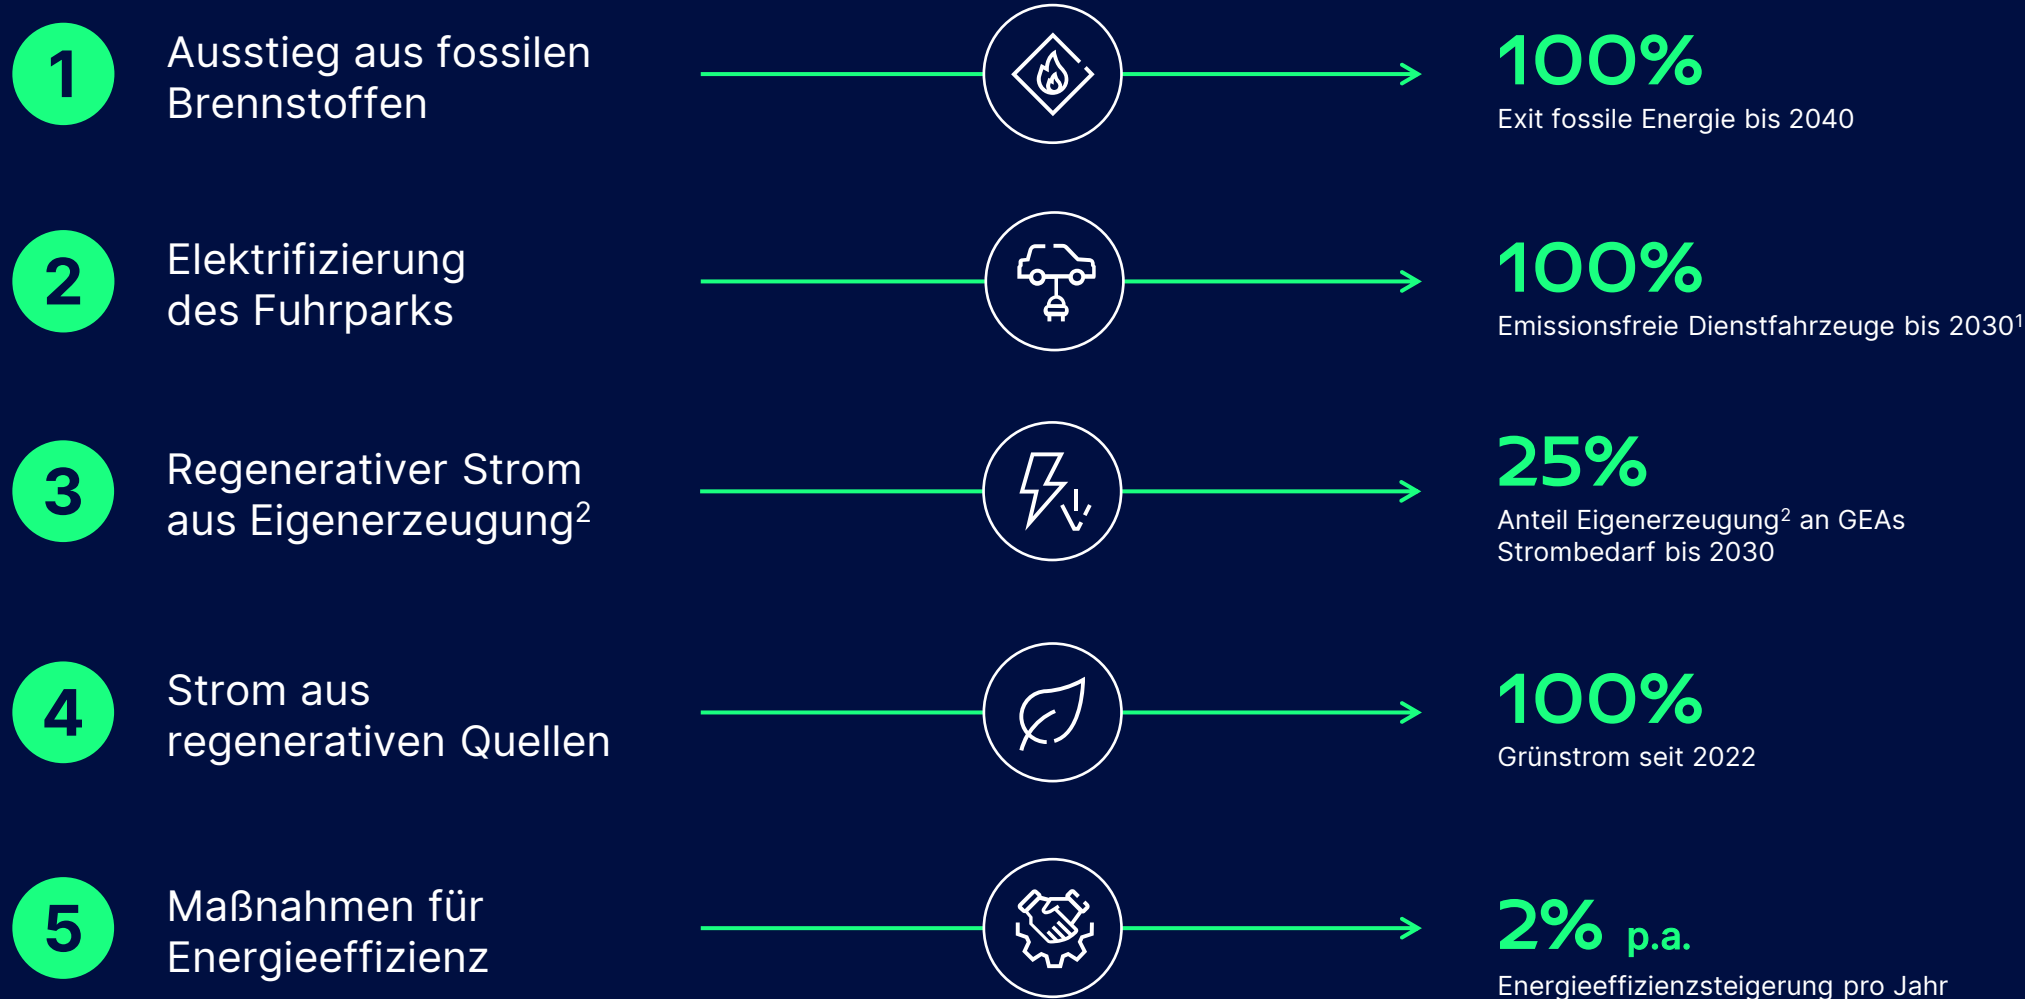 1
Ausstieg aus fossilen
Brennstoffen
100%
Exit fossile Energie bis 2040
2
Elektrifizierung
des Fuhrparks
100%
Emissionsfreie Dienstfahrzeuge bis 2030¹
3
Regenerativer Strom
aus Eigenerzeugung²
25%
Anteil Eigenerzeugung² an GEAs
Strombedarf bis 2030
4
Strom aus
regenerativen Quellen
100%
Grünstrom seit 2022
5
Maßnahmen für
Energieeffizienz
2% p.a.
Energieeffizienzsteigerung pro Jahr